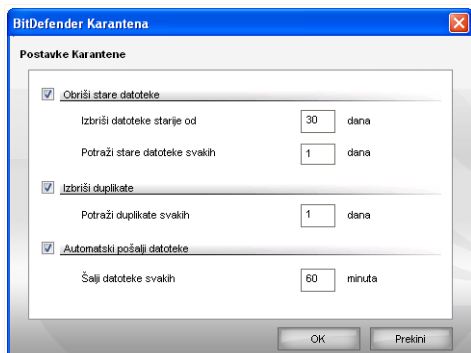 BitDefender Karantena
Postavke Karantene
Obriši stare datoteke
Izbriši datoteke starije od 30 dana
Potraži stare datoteke svakih 1 dana
Izbriši duplikate
Potraži duplikate svakih 1 dana
Automatski pošalji datoteke
Šalji datoteke svakih 60 minuta
OK Prekini